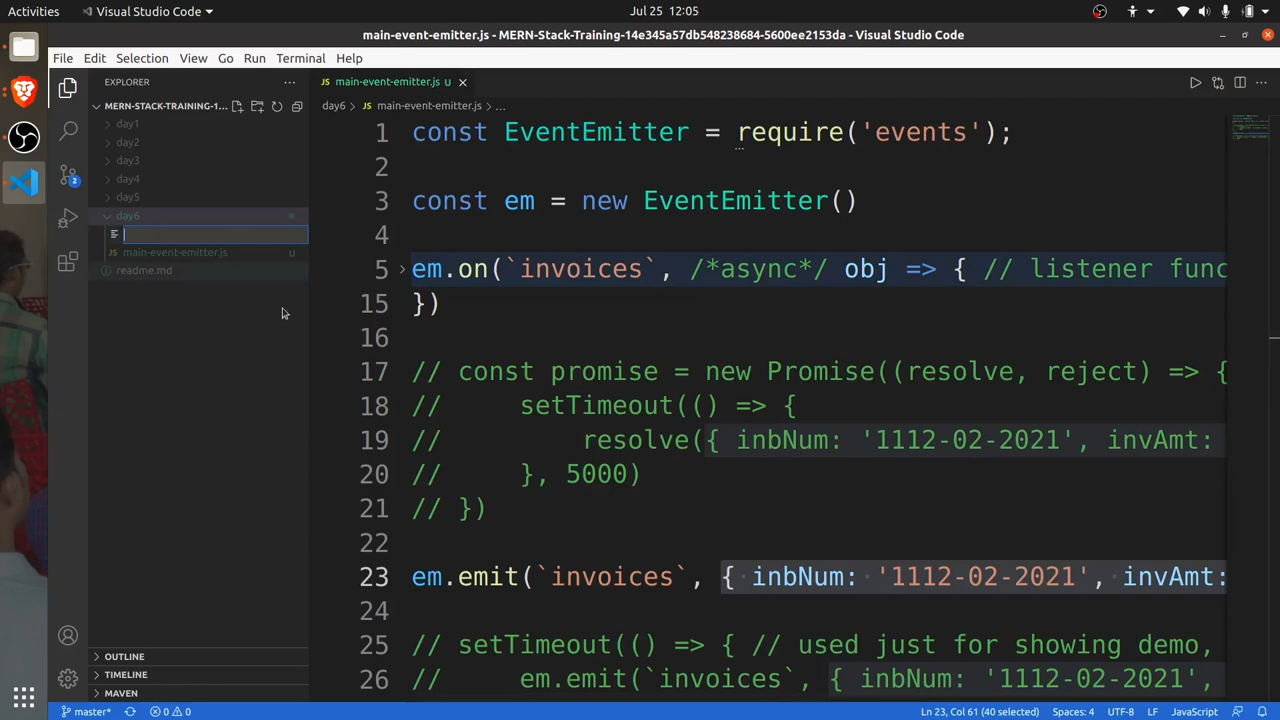 Activities
Visual Studio Code
Jul 25 12:05
main-event-emitter.js - MERN-Stack-Training-14e345a57db548238684-5600ee2153da - Visual Studio Code
File Edit Selection View Go Run Terminal Help
EXPLORER
MERN-STACK-TRAINING-1...
day1
day2
day3
day4
day5
day6
JS main-event-emitter.js U
readme.md
OUTLINE
TIMELINE
MAVEN
2
JS main-event-emitter.js U
day6 > JS main-event-emitter.js > ...
1 const EventEmitter = require('events');
2
3 const em = new EventEmitter()
4
5 em.on(`invoices`, /*async*/ obj => { // listener func
15 })
16
17 // const promise = new Promise((resolve, reject) => {
18 //     setTimeout(() => {
19 //         resolve({ inbNum: '1112-02-2021', invAmt:
20 //     }, 5000)
21 // })
22
23 em.emit(`invoices`, { inbNum: '1112-02-2021', invAmt:
24
25 // setTimeout(() => { // used just for showing demo,
26 //     em.emit(`invoices`, { inbNum: '1112-02-2021',
master* 0 0
Ln 23, Col 61 (40 selected) Spaces: 4 UTF-8 LF JavaScript